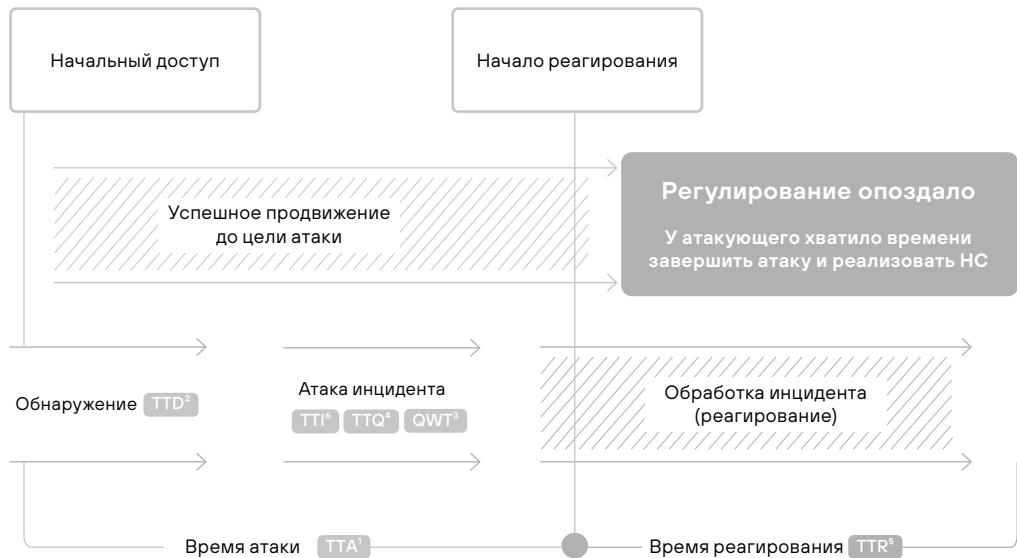 Начальный доступ
Начало реагирования
Регулирование опоздало
У атакующего хватило времени
завершить атаку и реализовать НС
Успешное продвижение
до цели атаки
Обнаружение TTD²
Атака инцидента
TTI⁶ TTQ⁴ QWT³
Обработка инцидента
(реагирование)
Время атаки TTA¹
Время реагирования TTR⁵